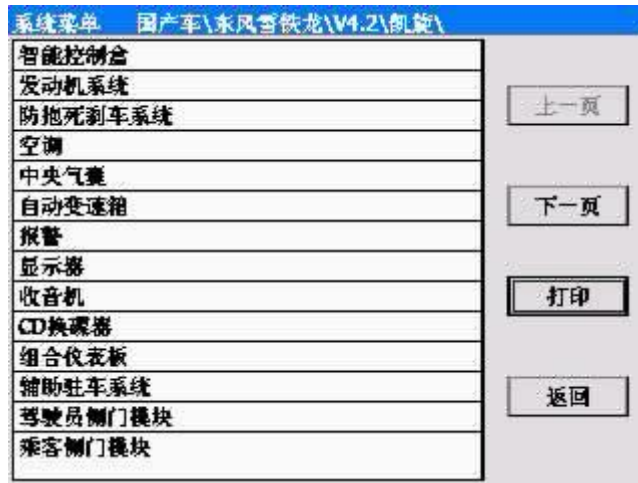 系统菜单 国产车\东风雪铁龙\V4.2\凯旋\
智能控制盒
发动机系统
防抱死刹车系统
空调
中央气囊
自动变速箱
报警
显示器
收音机
CD换碟器
组合仪表板
辅助驻车系统
驾驶员侧门模块
乘客侧门模块
上一页
下一页
打印
返回